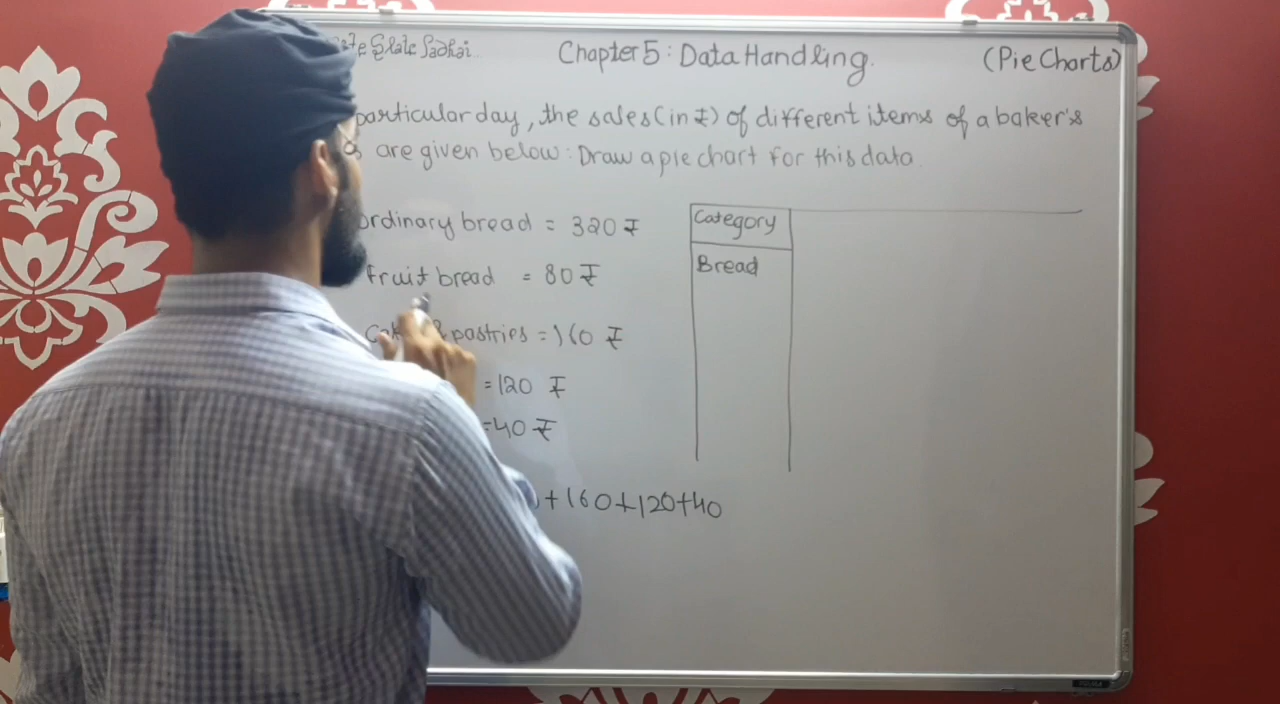 Slate Padhai... Chapter 5: Data Handling. (Pie Charts)
particular day, the sales (in ₹) of different items of a baker's
are given below: Draw a pie chart for this data.
ordinary bread = 320 ₹
Category
fruit bread = 80 ₹
Bread
& pastries = 160 ₹
= 120 ₹
= 40 ₹
+160+120+40